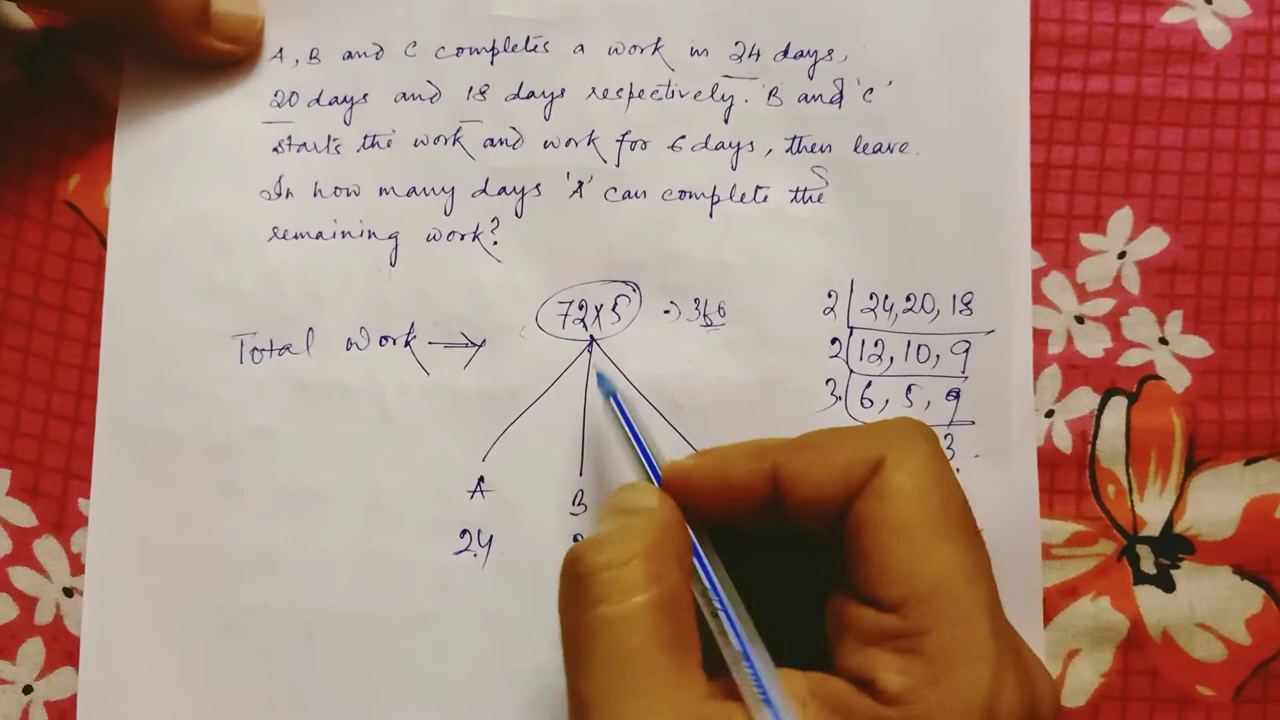 A, B and C completes a work in 24 days,
20 days and 18 days respectively. 'B and 'C'
starts the work and work for 6 days, then leave.
In how many days 'A' can complete the
remaining work?
Total Work → 72x5 => 360
2 | 24, 20, 18
2 | 12, 10, 9
3 | 6, 5, 9
3.
A B
24